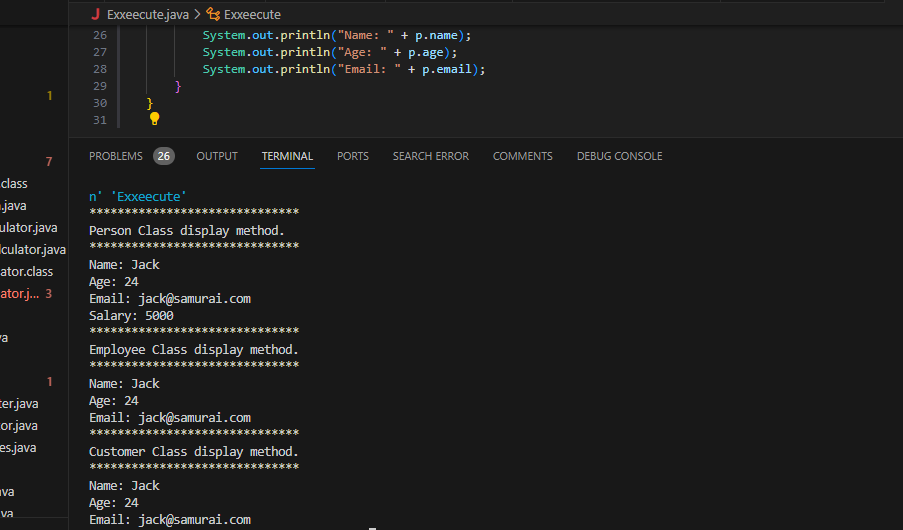 Exxeecute.java > Exxeecute
26 System.out.println("Name: " + p.name);
27 System.out.println("Age: " + p.age);
28 System.out.println("Email: " + p.email);
29 }
30 }
31
1
7
.class
.java
ulator.java
lculator.java
ator.class
ator.j... 3
va
1
ter.java
tor.java
es.java
va
va
PROBLEMS 26 OUTPUT TERMINAL PORTS SEARCH ERROR COMMENTS DEBUG CONSOLE
n' 'Exxeecute'
******************************
Person Class display method.
******************************
Name: Jack
Age: 24
Email: jack@samurai.com
Salary: 5000
******************************
Employee Class display method.
******************************
Name: Jack
Age: 24
Email: jack@samurai.com
******************************
Customer Class display method.
******************************
Name: Jack
Age: 24
Email: jack@samurai.com